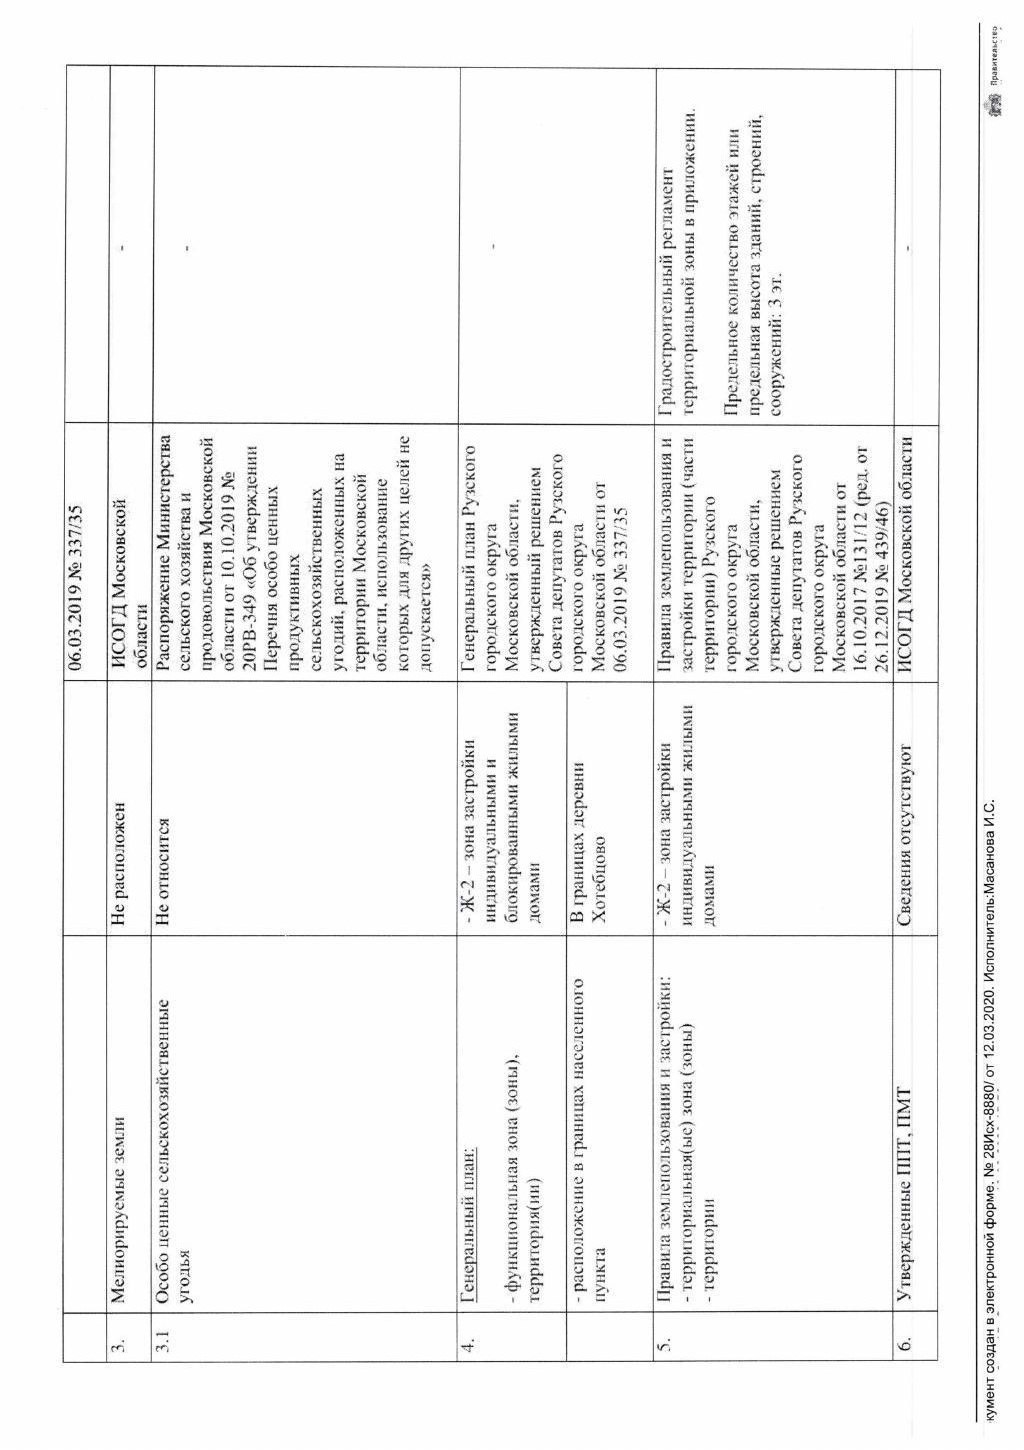 06.03.2019 № 337/35
3.
Мелиорируемые земли
Не расположен
ИСОГД Московской
области
-
3.1
Особо ценные сельскохозяйственные
угодья
Не относится
Распоряжение Министерства
сельского хозяйства и
продовольствия Московской
области от 10.10.2019 №
20РВ-349 «Об утверждении
Перечня особо ценных
продуктивных
сельскохозяйственных
угодий, расположенных на
территории Московской
области, использование
которых для других целей не
допускается»
-
4.
Генеральный план:
- функциональная зона (зоны),
территория(ии)
- Ж-2 – зона застройки
индивидуальными и
блокированными жилыми
домами
Генеральный план Рузского
городского округа
Московской области,
утвержденный решением
Совета депутатов Рузского
городского округа
Московской области от
06.03.2019 № 337/35
-
- расположение в границах населенного
пункта
В границах деревни
Хотебцово
5.
Правила землепользования и застройки:
- территориальная(ые) зона (зоны)
- территории
- Ж-2 – зона застройки
индивидуальными жилыми
домами
Правила землепользования и
застройки территории (части
территории) Рузского
городского округа
Московской области,
утвержденные решением
Совета депутатов Рузского
городского округа
Московской области от
16.10.2017 №131/12 (ред. от
26.12.2019 № 439/46)
Градостроительный регламент
территориальной зоны в приложении.
Предельное количество этажей или
предельная высота зданий, строений,
сооружений: 3 эт.
6.
Утвержденные ППТ, ПМТ
Сведения отсутствуют
ИСОГД Московской области
-
кумент создан в электронной форме. № 28Исх-8880/ от 12.03.2020. Исполнитель:Масанова И.С.
Правительство